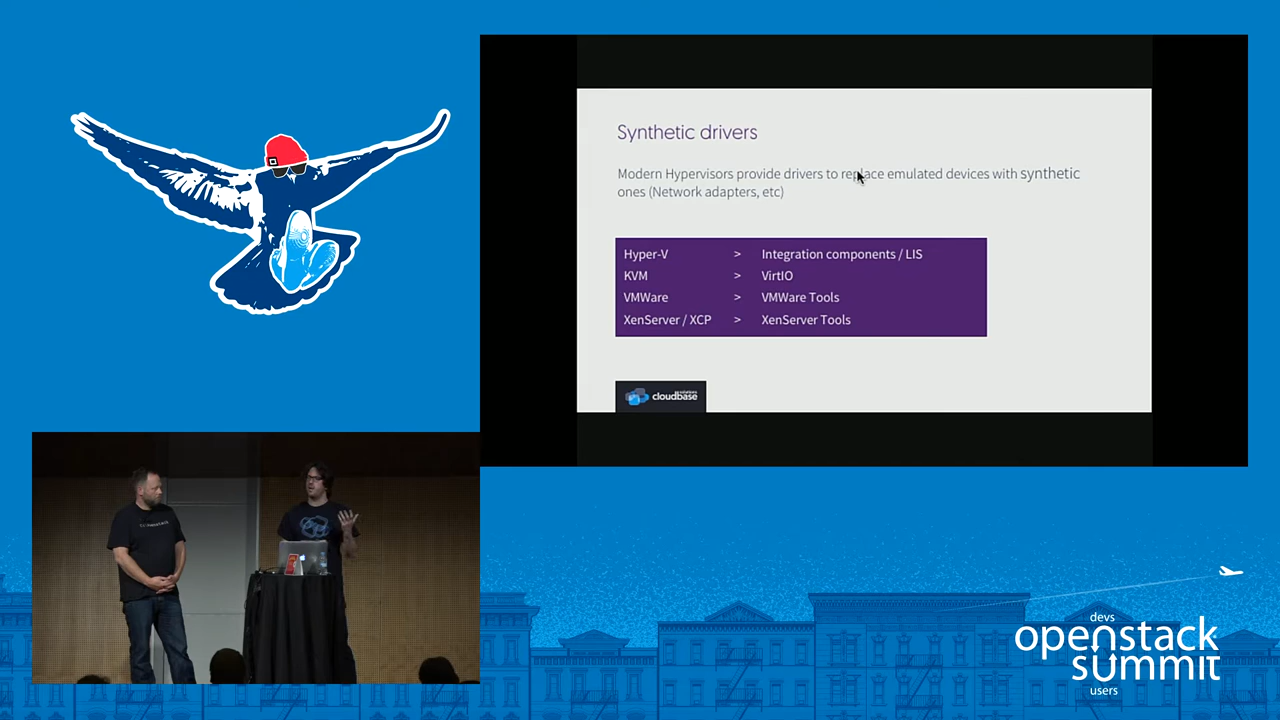 Synthetic drivers
Modern Hypervisors provide drivers to replace emulated devices with synthetic
ones (Network adapters, etc)
Hyper-V > Integration components / LIS
KVM > VirtIO
VMWare > VMWare Tools
XenServer / XCP > XenServer Tools
solutions
cloudbase
devs
openstack
summit
users